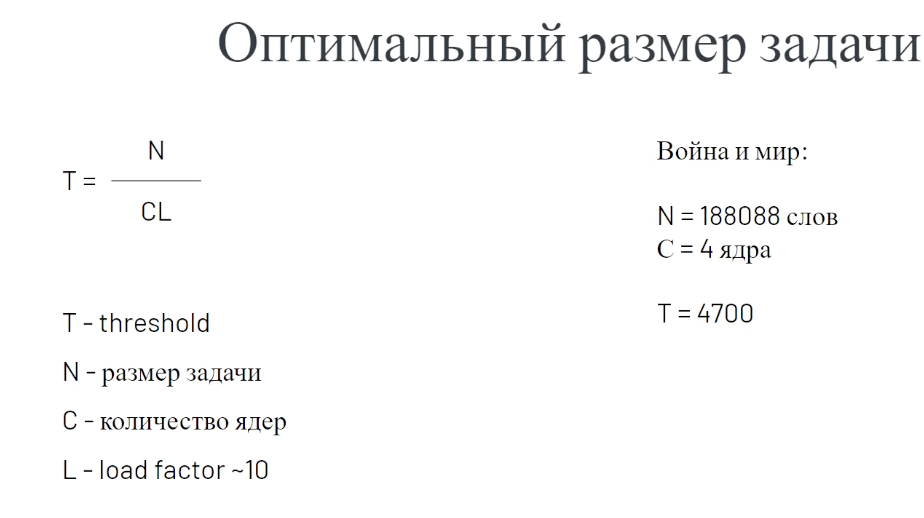 Оптимальный размер задачи
N
T =
CL
T - threshold
N - размер задачи
C - количество ядер
L - load factor ~10
Война и мир:
N = 188088 слов
C = 4 ядра
T = 4700